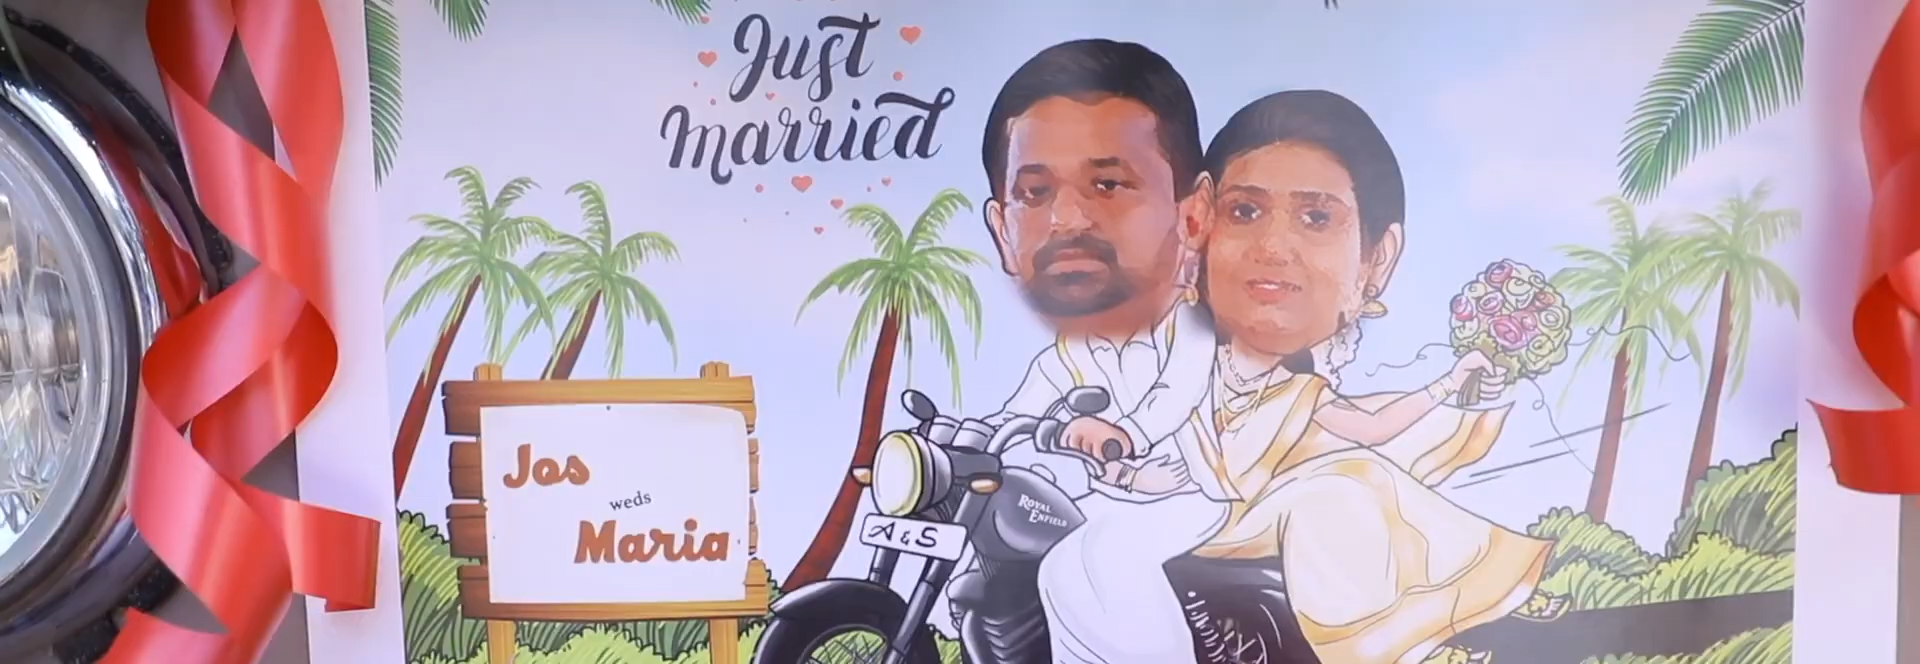 Just
Married
Jos
weds
Maria
ROYAL
ENFIELD
A & S